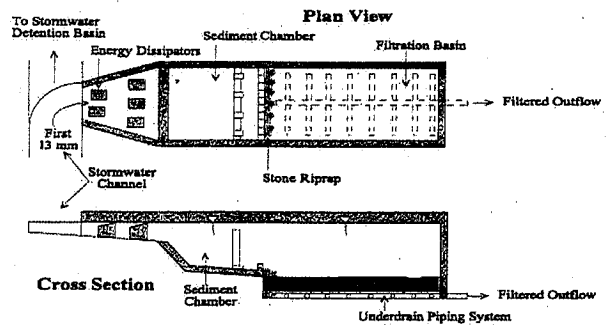 Plan View
To Stormwater
Detention Basin
Energy Dissipators
Sediment Chamber
Filtration Basin
Filtered Outflow
First
13 mm
Stormwater
Channel
Stone Riprap
Cross Section
Sediment
Chamber
Filtered Outflow
Underdrain Piping System